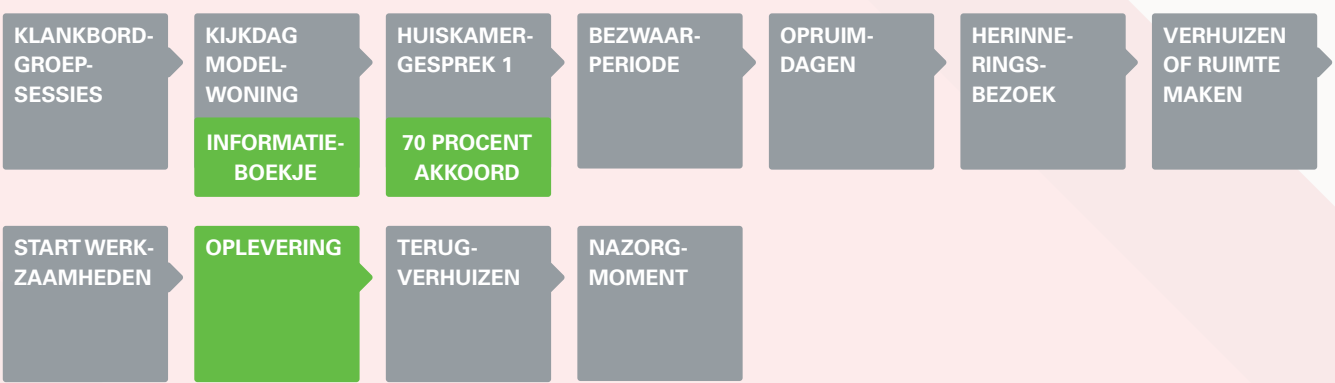 KLANKBORD-
GROEP-
SESSIES
KIJKDAG
MODEL-
WONING
INFORMATIE-
BOEKJE
HUISKAMER-
GESPREK 1
70 PROCENT
AKKOORD
BEZWAAR-
PERIODE
OPRUIM-
DAGEN
HERINNE-
RINGS-
BEZOEK
VERHUIZEN
OF RUIMTE
MAKEN
START WERK-
ZAAMHEDEN
OPLEVERING
TERUG-
VERHUIZEN
NAZORG-
MOMENT